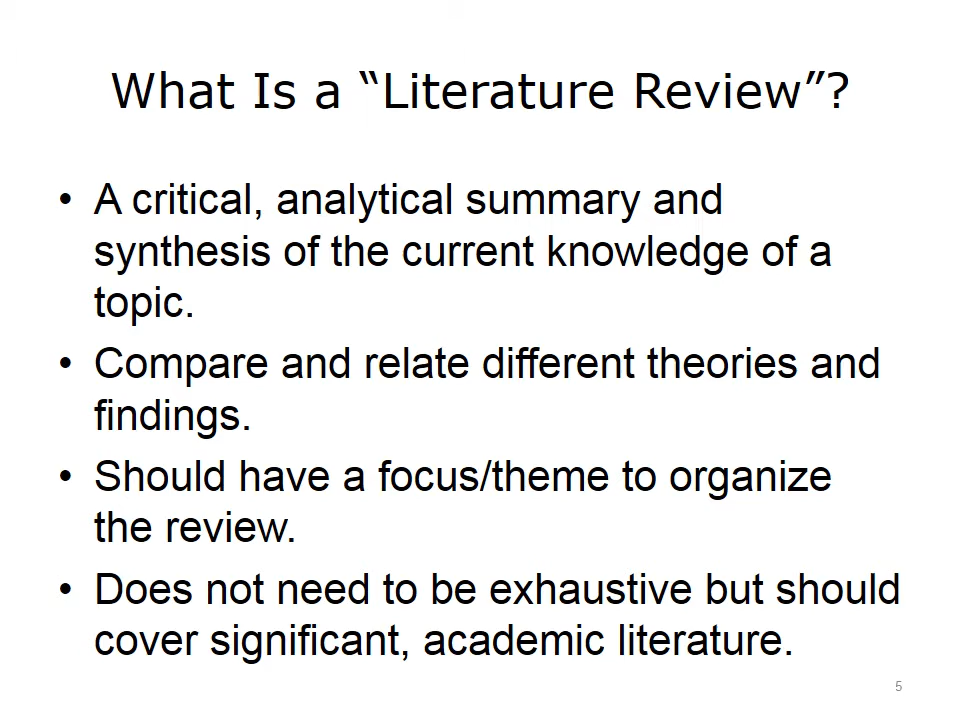 What Is a “Literature Review”?
• A critical, analytical summary and
synthesis of the current knowledge of a
topic.
• Compare and relate different theories and
findings.
• Should have a focus/theme to organize
the review.
• Does not need to be exhaustive but should
cover significant, academic literature.
5